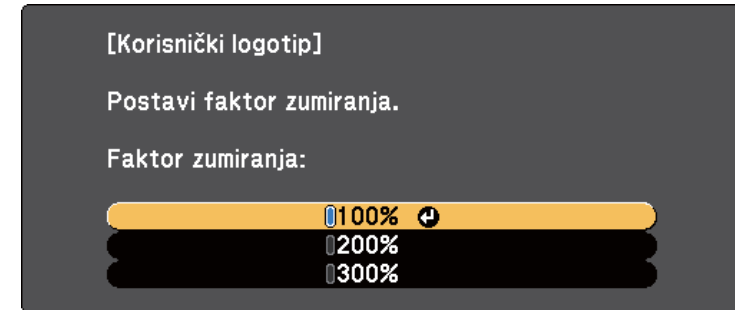 [Korisnički logotip]
Postavi faktor zumiranja.
Faktor zumiranja:
100%
200%
300%